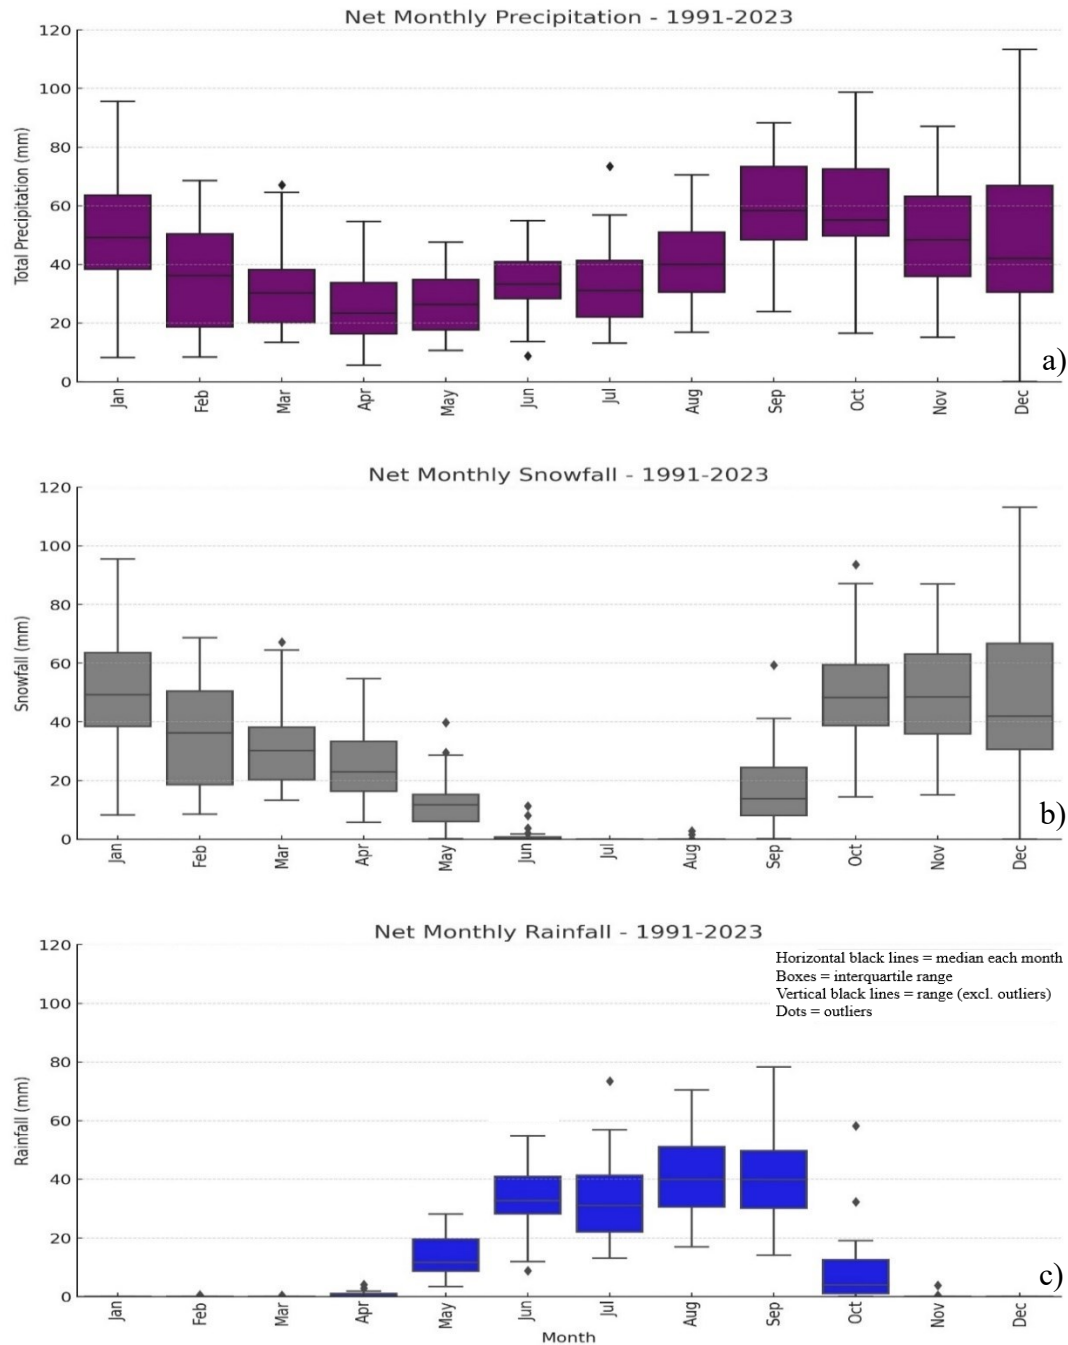 Net Monthly Precipitation - 1991-2023
Total Precipitation (mm)
120
100
80
60
40
20
0
Jan Feb Mar Apr May Jun Jul Aug Sep Oct Nov Dec
a)
Net Monthly Snowfall - 1991-2023
Snowfall (mm)
120
100
80
60
40
20
0
Jan Feb Mar Apr May Jun Jul Aug Sep Oct Nov Dec
b)
Net Monthly Rainfall - 1991-2023
Horizontal black lines = median each month
Boxes = interquartile range
Vertical black lines = range (excl. outliers)
Dots = outliers
Rainfall (mm)
120
100
80
60
40
20
0
Jan Feb Mar Apr May Jun Jul Aug Sep Oct Nov Dec
c)
Month